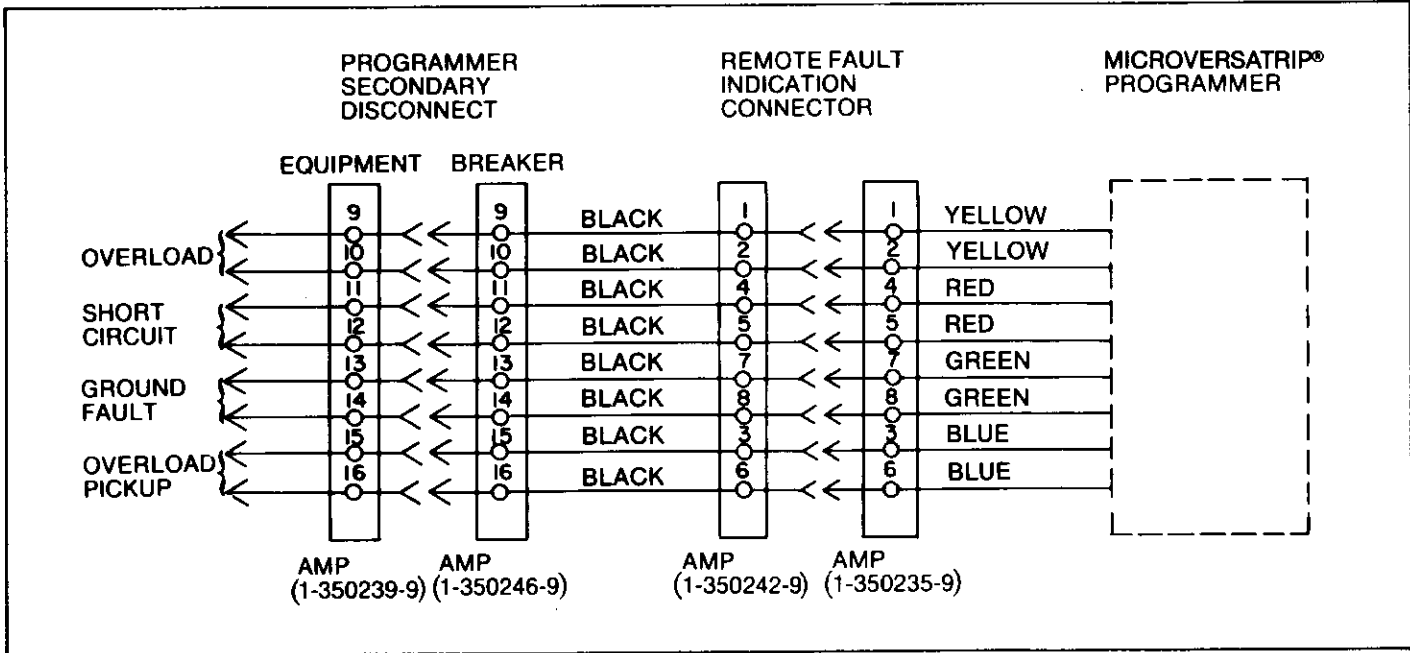 PROGRAMMER
SECONDARY
DISCONNECT
REMOTE FAULT
INDICATION
CONNECTOR
MICROVERSATRIP®
PROGRAMMER
EQUIPMENT BREAKER
9 9 BLACK 1 1 YELLOW
10 10 BLACK 2 2 YELLOW
OVERLOAD
11 11 BLACK 4 4 RED
12 12 BLACK 5 5 RED
SHORT
CIRCUIT
13 13 BLACK 7 7 GREEN
14 14 BLACK 8 8 GREEN
GROUND
FAULT
15 15 BLACK 3 3 BLUE
16 16 BLACK 6 6 BLUE
OVERLOAD
PICKUP
AMP
(1-350239-9)
AMP
(1-350246-9)
AMP
(1-350242-9)
AMP
(1-350235-9)